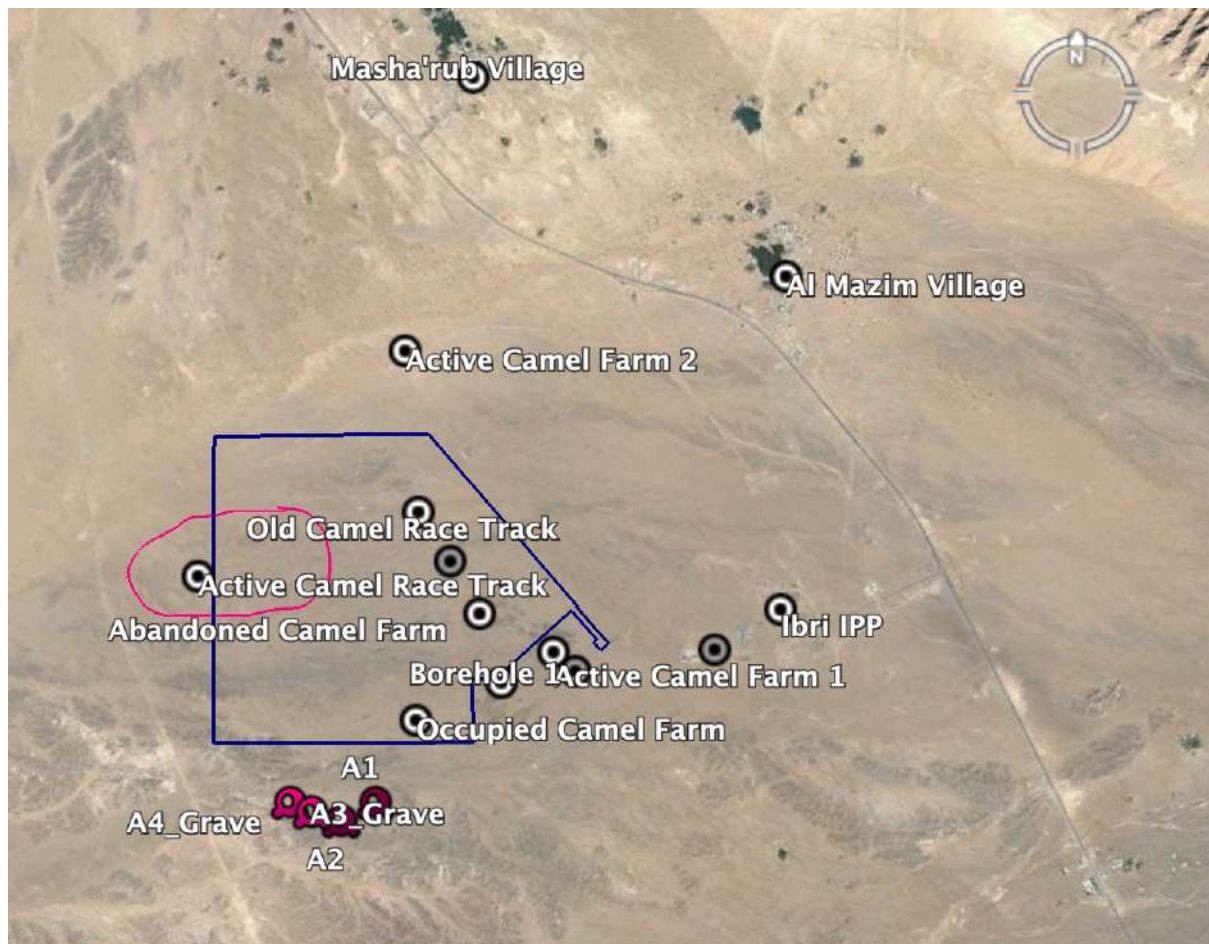 N
Masha'rub Village
Al Mazim Village
Active Camel Farm 2
Old Camel Race Track
Active Camel Race Track
Abandoned Camel Farm
Ibri IPP
Borehole 1
Active Camel Farm 1
Occupied Camel Farm
A1
A3_Grave
A4_Grave
A2